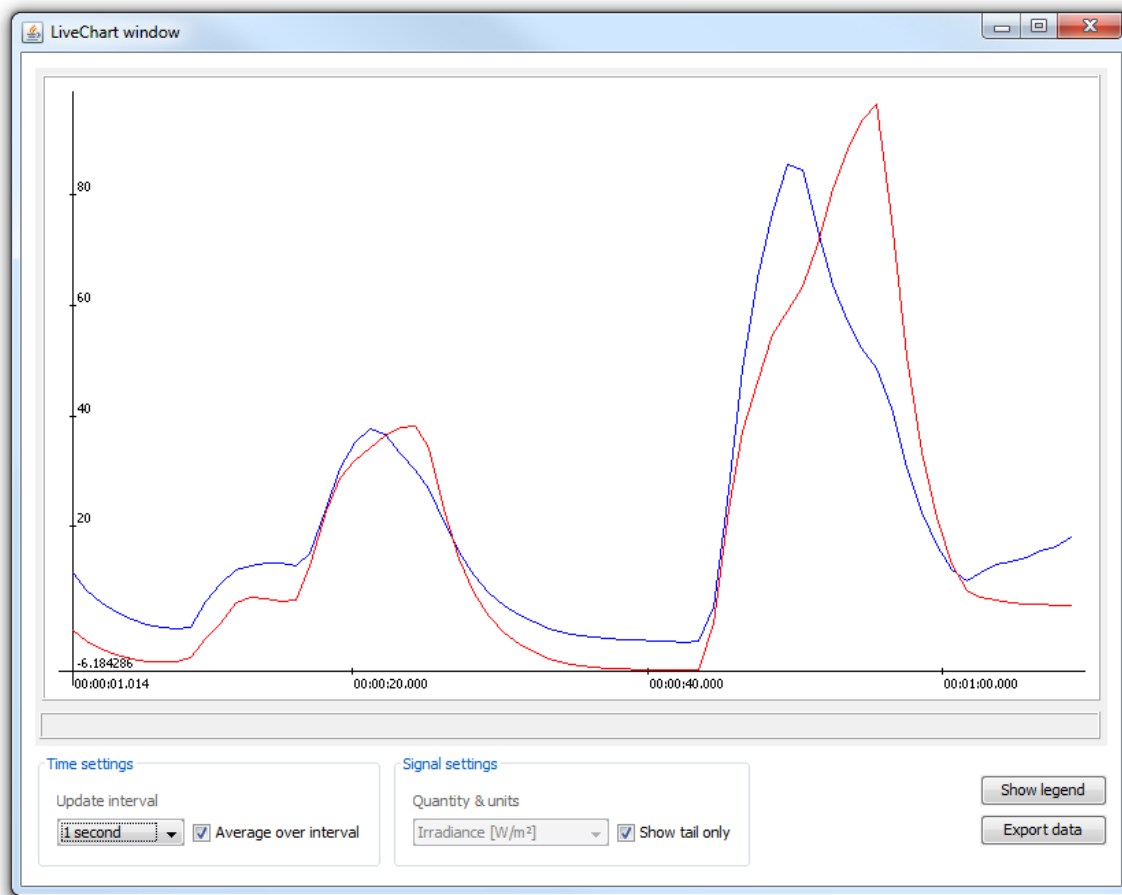 LiveChart window
80
60
40
20
-6.184286
00:00:01.014
00:00:20.000
00:00:40.000
00:01:00.000
Time settings
Update interval
1 second
Average over interval
Signal settings
Quantity & units
Irradiance [W/m²]
Show tail only
Show legend
Export data